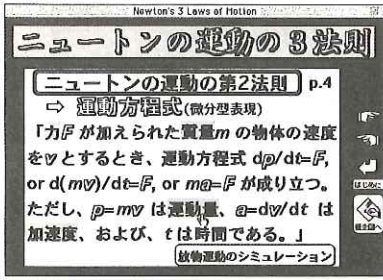 Newton's 3 Laws of Motion
ニュートンの運動の3法則
ニュートンの運動の第2法則 p.4
⇨ 運動方程式(微分型表現)
「力F が加えられた質量m の物体の速度
をv とするとき、運動方程式 dp/dt=F,
or d(mv)/dt=F, or ma=F が成り立つ。
ただし、p=mv は運動量、a=dv/dt は
加速度、および、t は時間である。」
放物運動のシミュレーション
はじめに